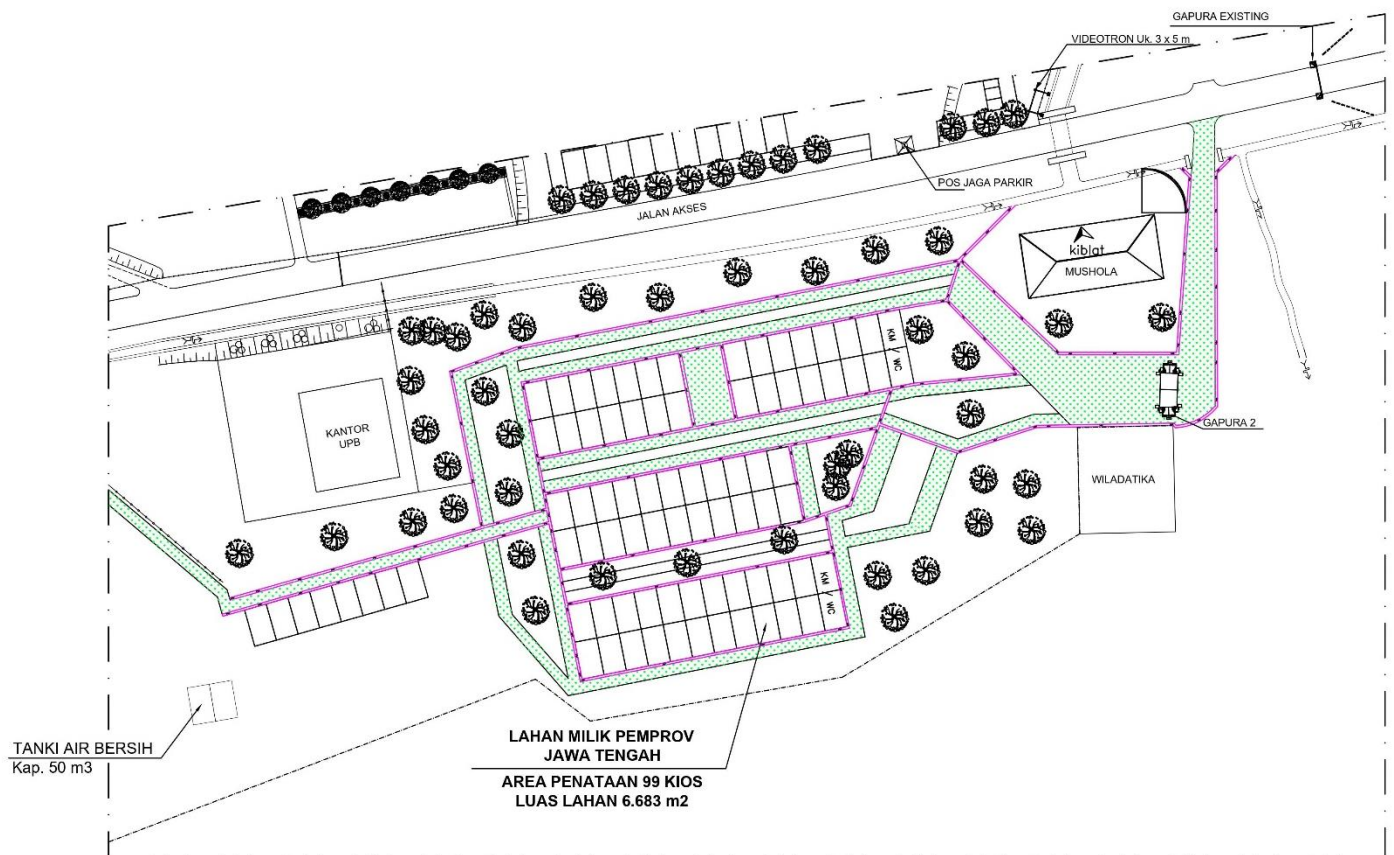 GAPURA EXISTING
VIDEOTRON Uk. 3 x 5 m
POS JAGA PARKIR
JALAN AKSES
kiblat
MUSHOLA
KM / WC
KANTOR
UPB
GAPURA 2
WILADATIKA
KM / WC
TANKI AIR BERSIH
Kap. 50 m3
LAHAN MILIK PEMPROV
JAWA TENGAH
AREA PENATAAN 99 KIOS
LUAS LAHAN 6.683 m2